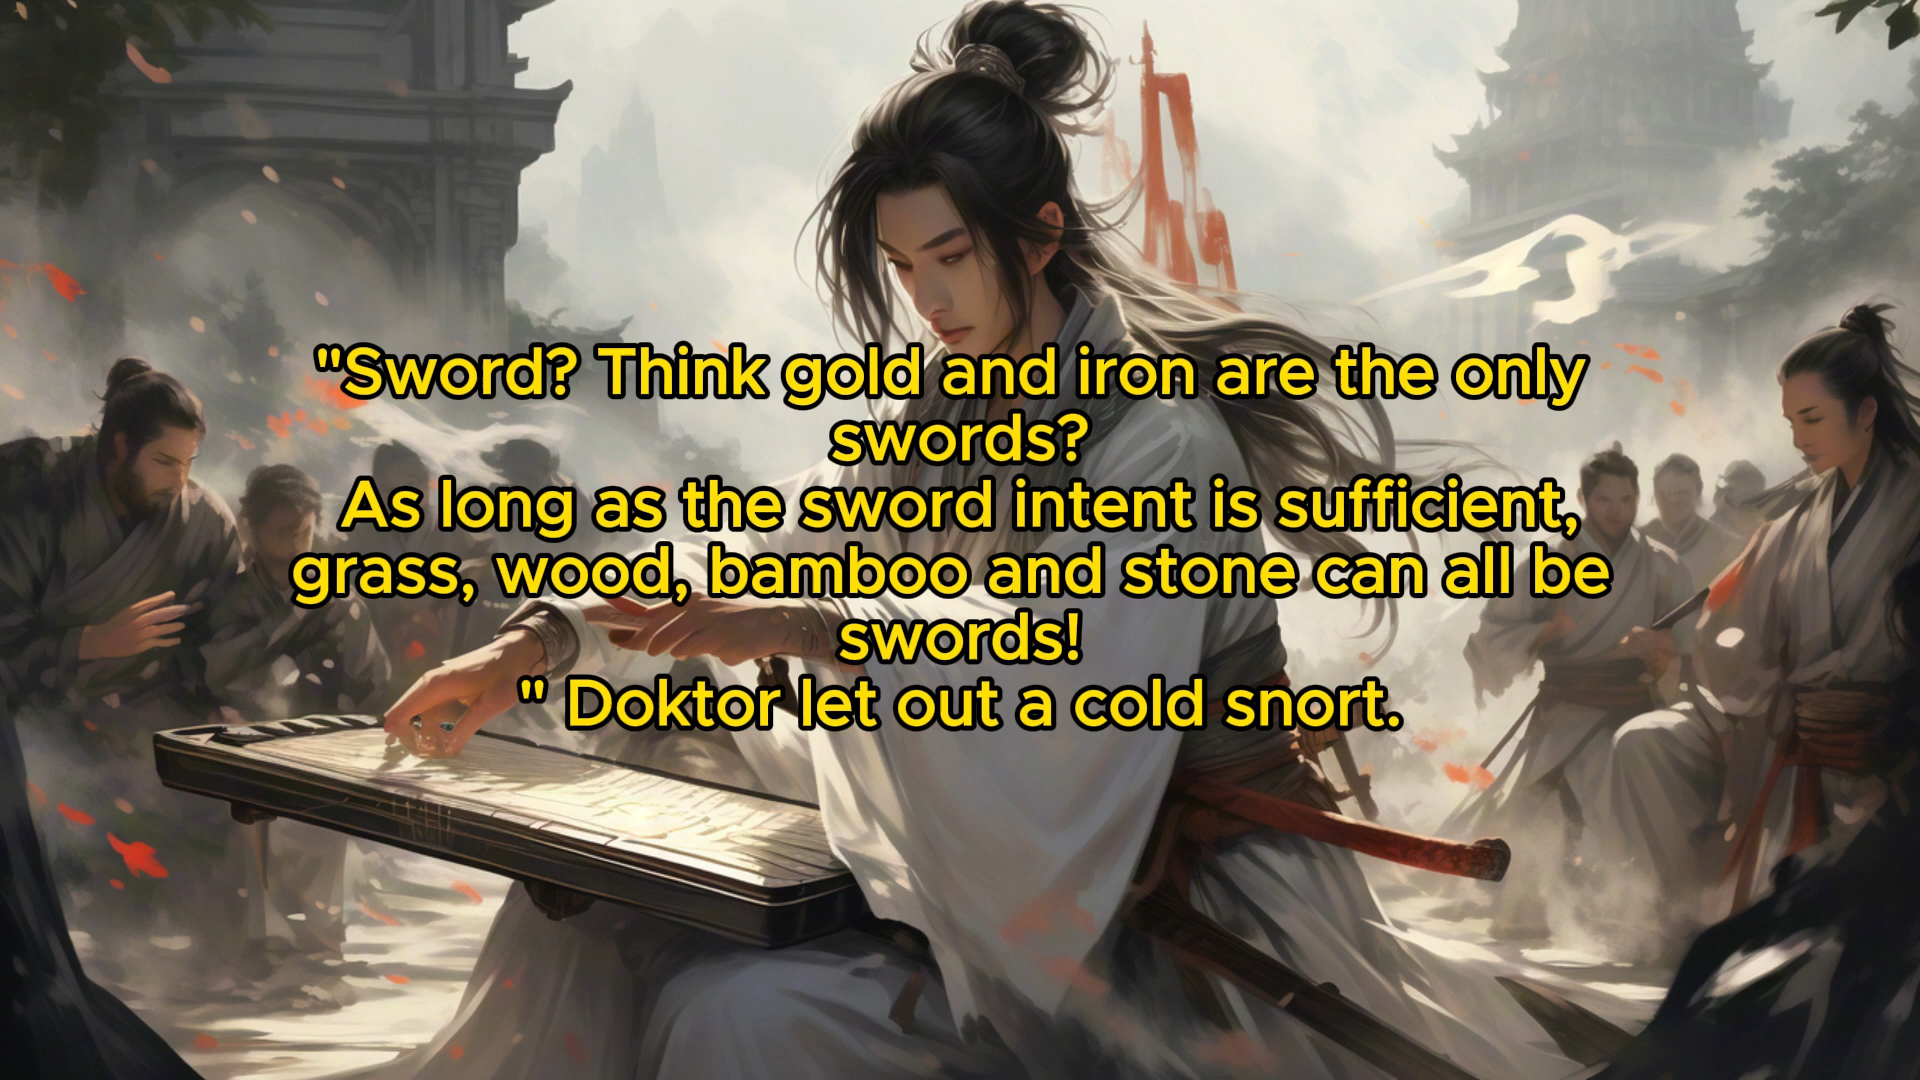 "Sword? Think gold and iron are the only
swords?
As long as the sword intent is sufficient,
grass, wood, bamboo and stone can all be
swords!
" Doktor let out a cold snort.